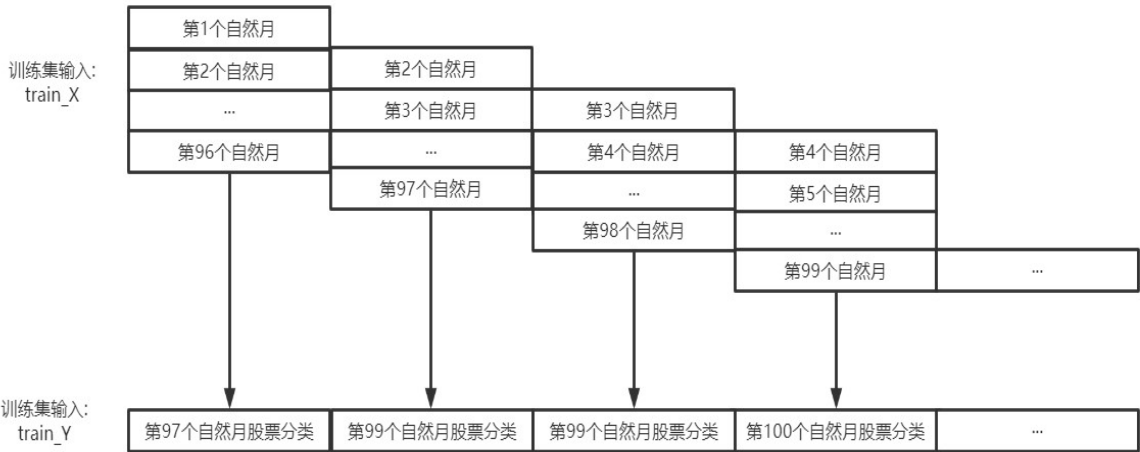 第1个自然月
训练集输入:
train_X
第2个自然月
第2个自然月
...
第3个自然月
第3个自然月
第96个自然月
...
第4个自然月
第4个自然月
第97个自然月
...
第5个自然月
第98个自然月
...
第99个自然月
...
训练集输入:
train_Y
第97个自然月股票分类
第99个自然月股票分类
第99个自然月股票分类
第100个自然月股票分类
...